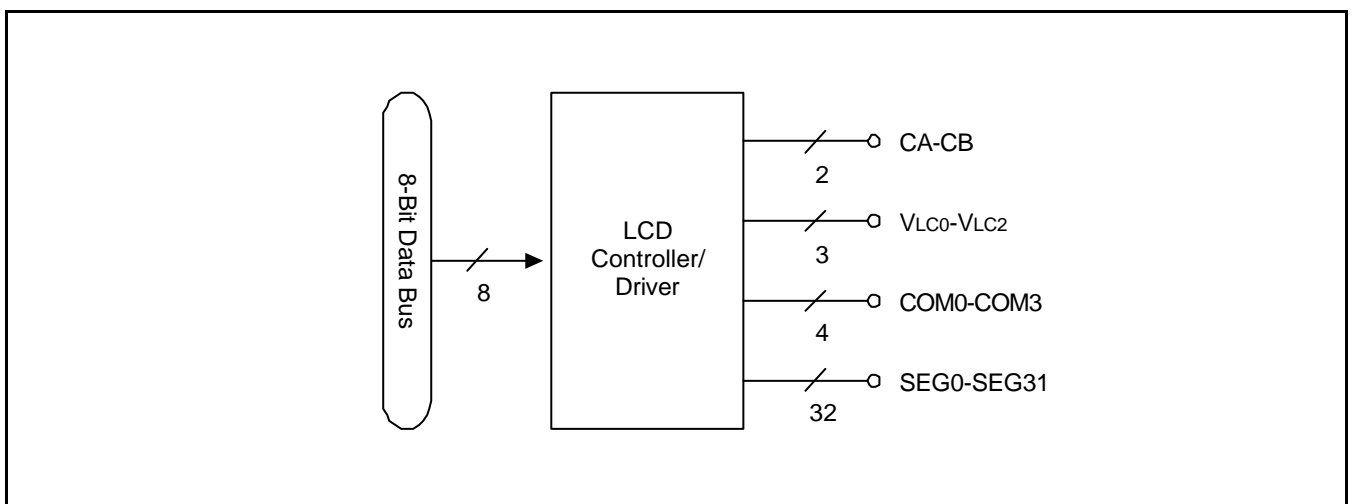 8-Bit Data Bus
8
LCD
Controller/
Driver
CA-CB
2
VLC0-VLC2
3
COM0-COM3
4
SEG0-SEG31
32